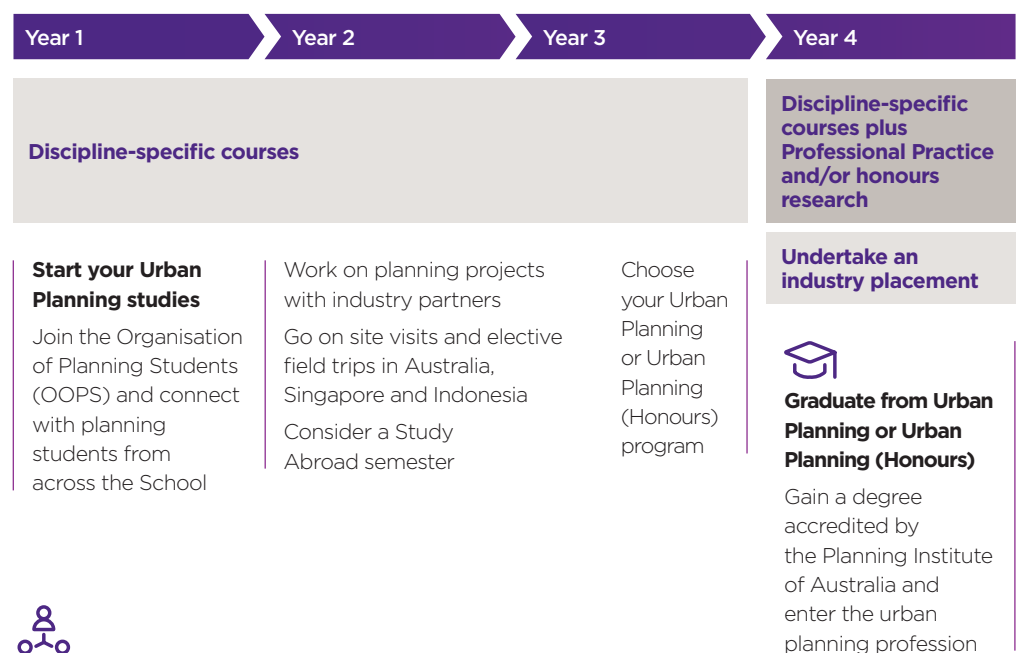 Year 1
Year 2
Year 3
Year 4
Discipline-specific courses
Discipline-specific
courses plus
Professional Practice
and/or honours
research
Undertake an
industry placement
Start your Urban
Planning studies
Join the Organisation
of Planning Students
(OOPS) and connect
with planning
students from
across the School
Work on planning projects
with industry partners
Go on site visits and elective
field trips in Australia,
Singapore and Indonesia
Consider a Study
Abroad semester
Choose
your Urban
Planning
or Urban
Planning
(Honours)
program
Graduate from Urban
Planning or Urban
Planning (Honours)
Gain a degree
accredited by
the Planning Institute
of Australia and
enter the urban
planning profession